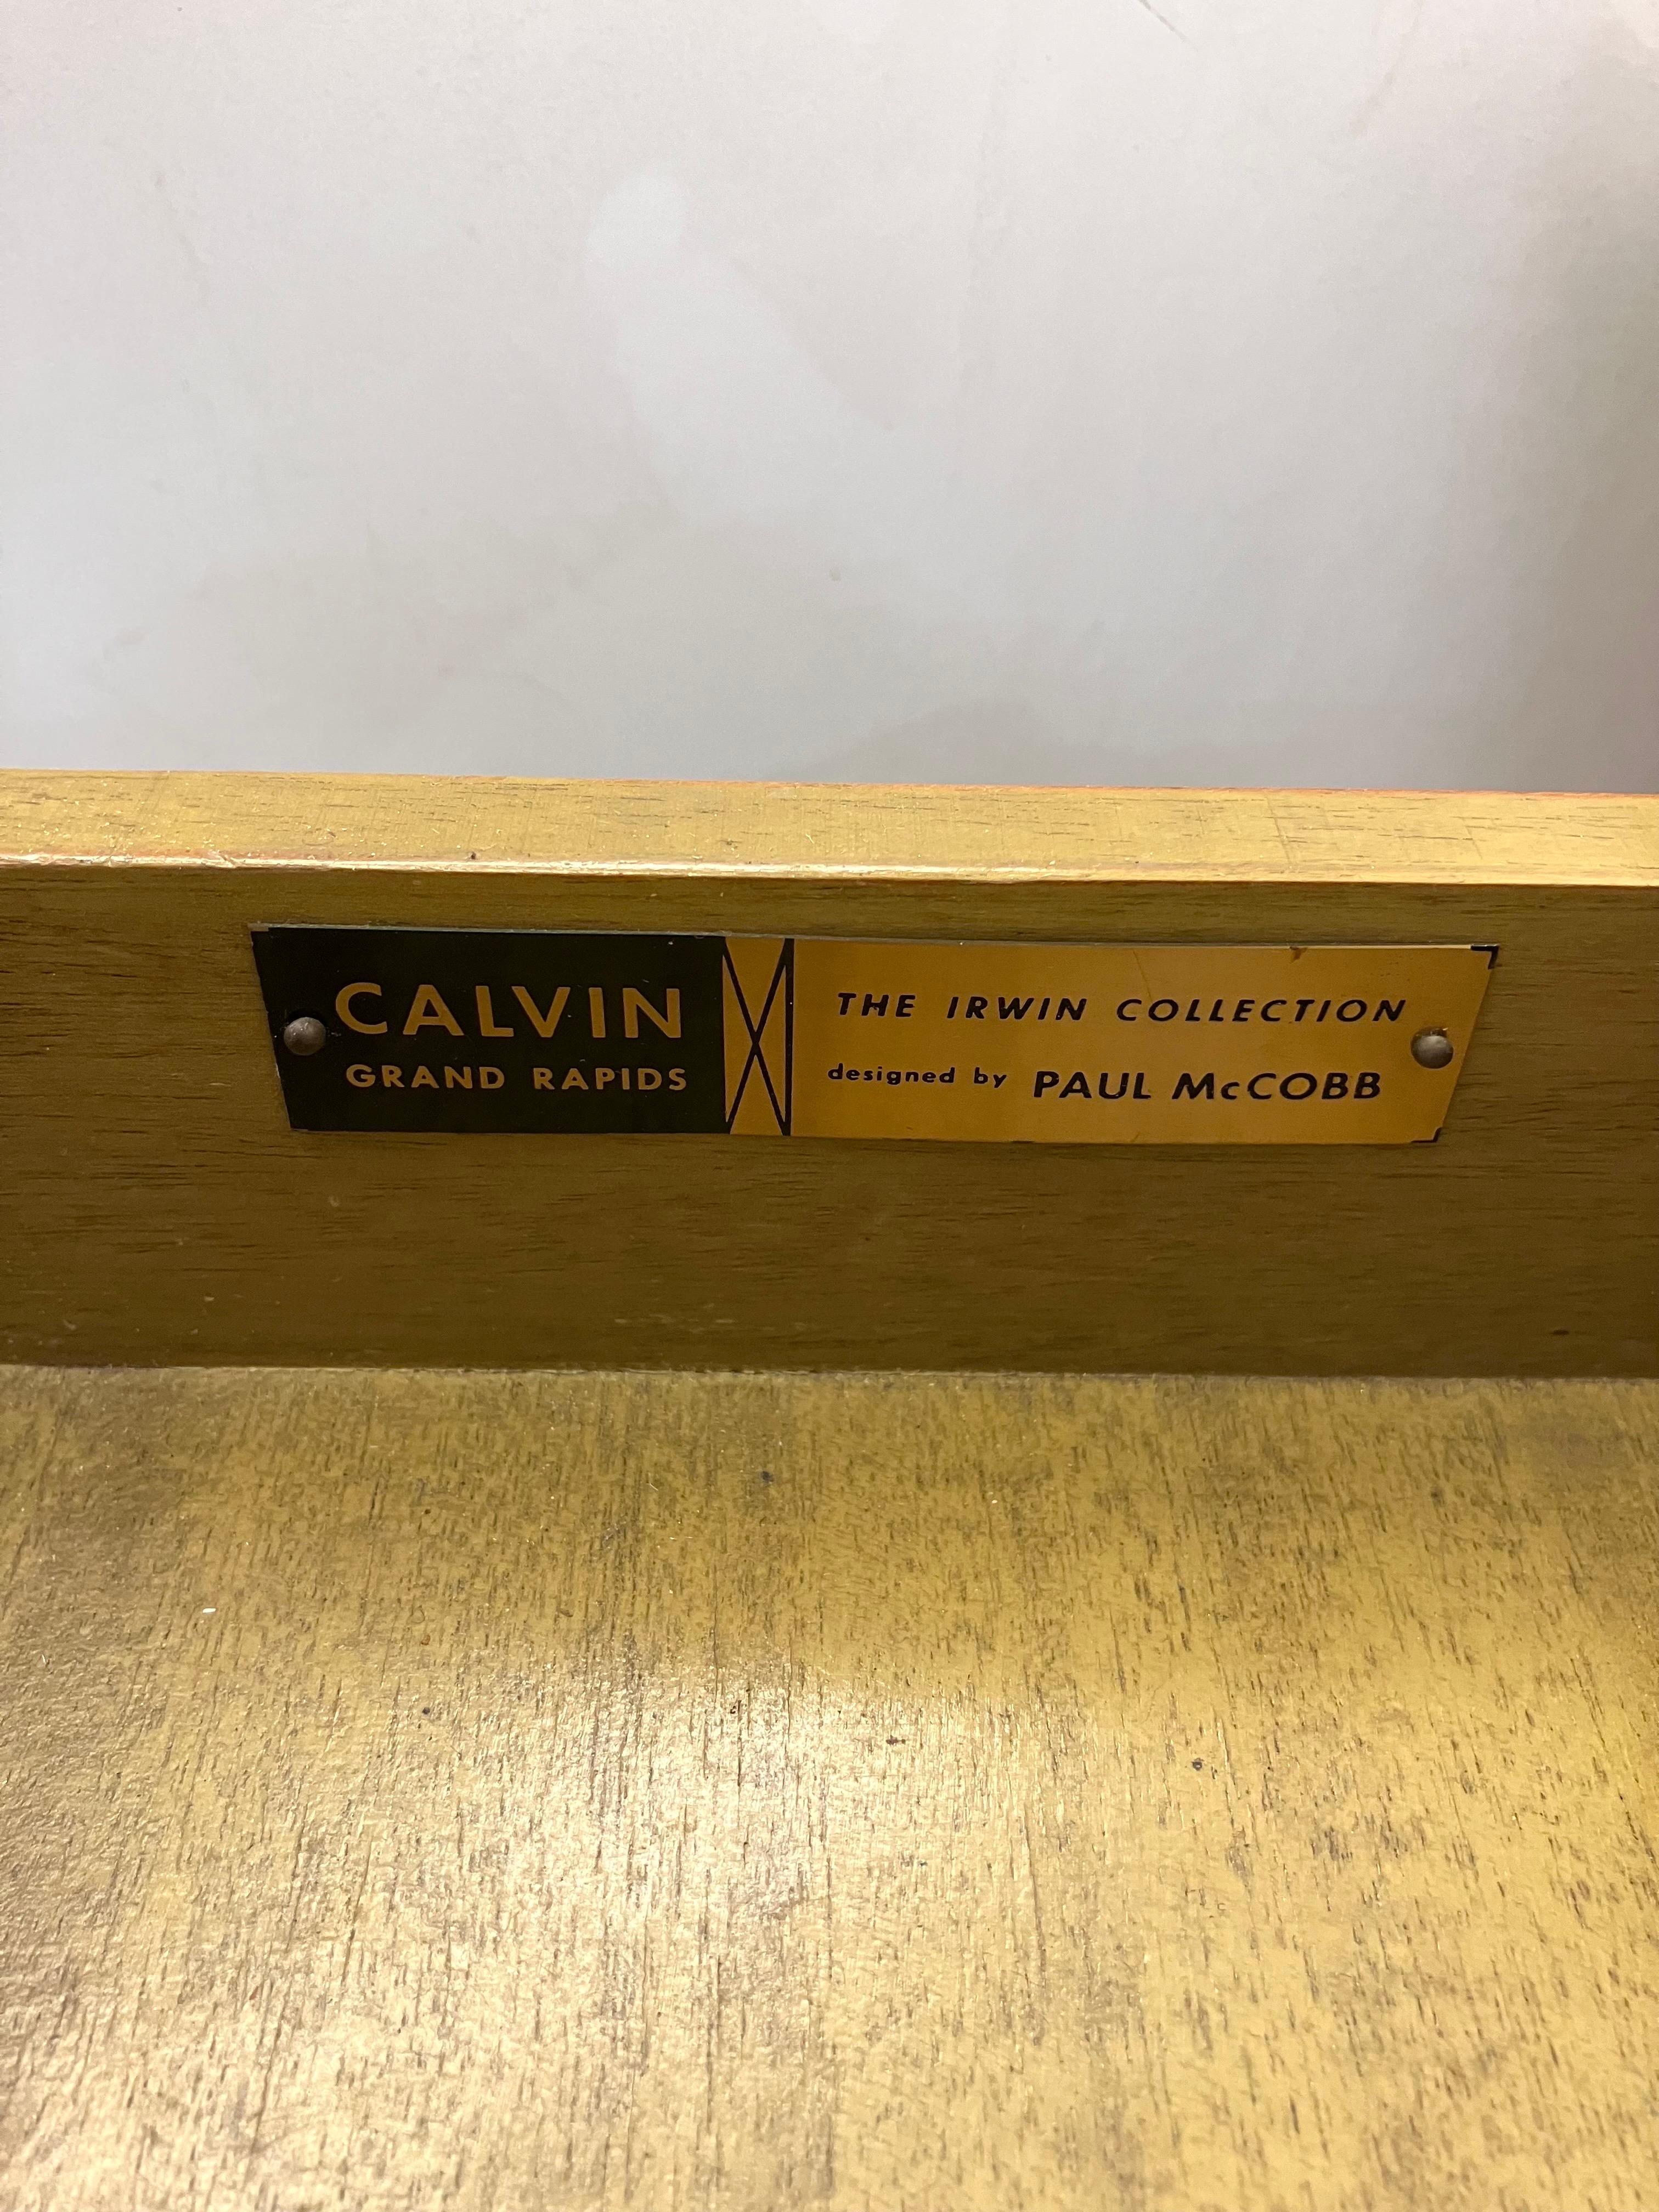 CALVIN
GRAND RAPIDS
THE IRWIN COLLECTION
designed by PAUL McCOBB